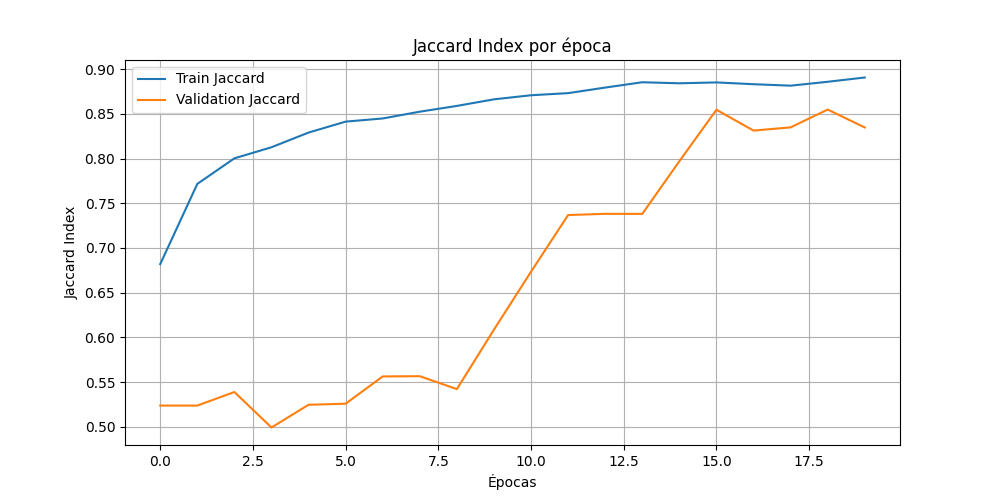 Jaccard Index por época
Train Jaccard
Validation Jaccard
Jaccard Index
0.90
0.85
0.80
0.75
0.70
0.65
0.60
0.55
0.50
0.0 2.5 5.0 7.5 10.0 12.5 15.0 17.5
Épocas